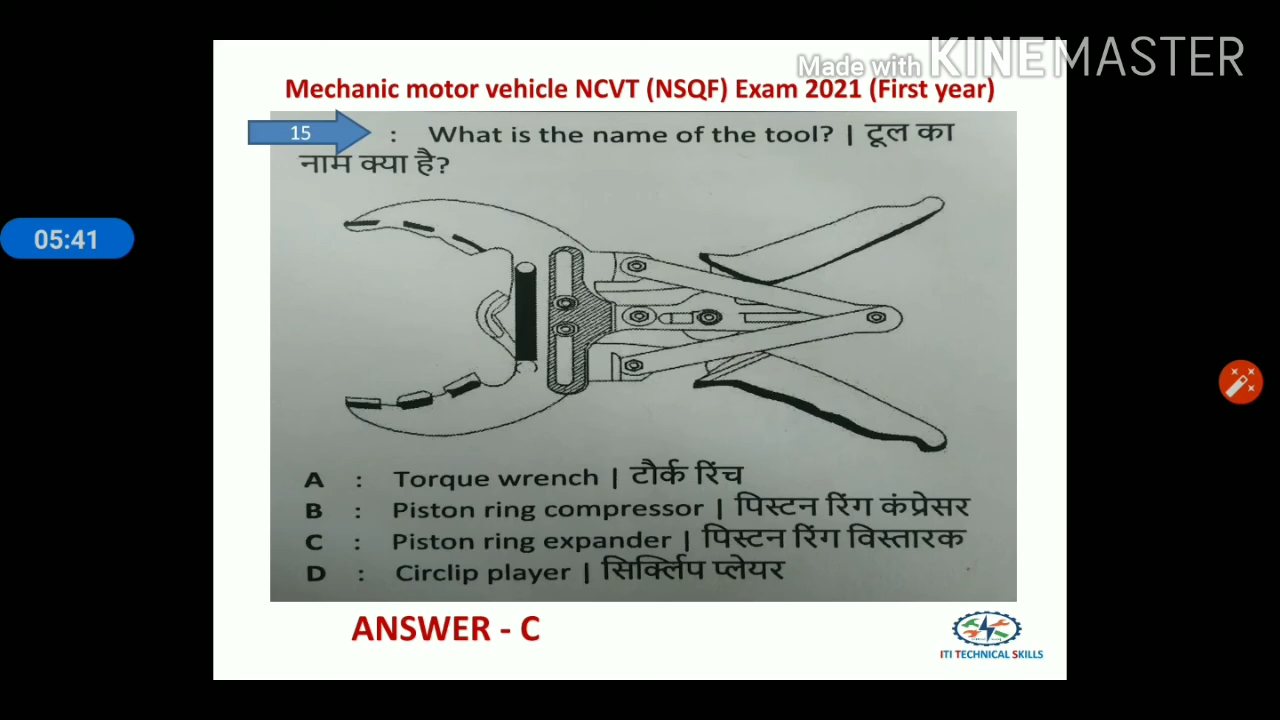 Made with KINEMASTER
Mechanic motor vehicle NCVT (NSQF) Exam 2021 (First year)
15 : What is the name of the tool? | टूल का
नाम क्या है?
05:41
A : Torque wrench | टौर्क रिंच
B : Piston ring compressor | पिस्टन रिंग कंप्रेसर
C : Piston ring expander | पिस्टन रिंग विस्तारक
D : Circlip player | सिर्क्लिप प्लेयर
ANSWER - C
ITI TECHNICAL SKILLS